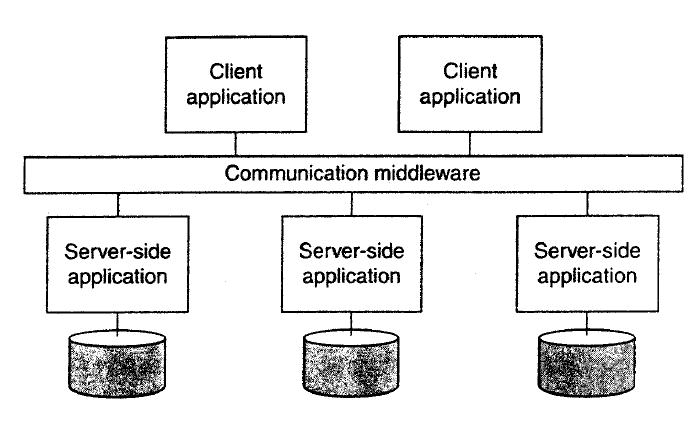 Client
application
Client
application
Communication middleware
Server-side
application
Server-side
application
Server-side
application